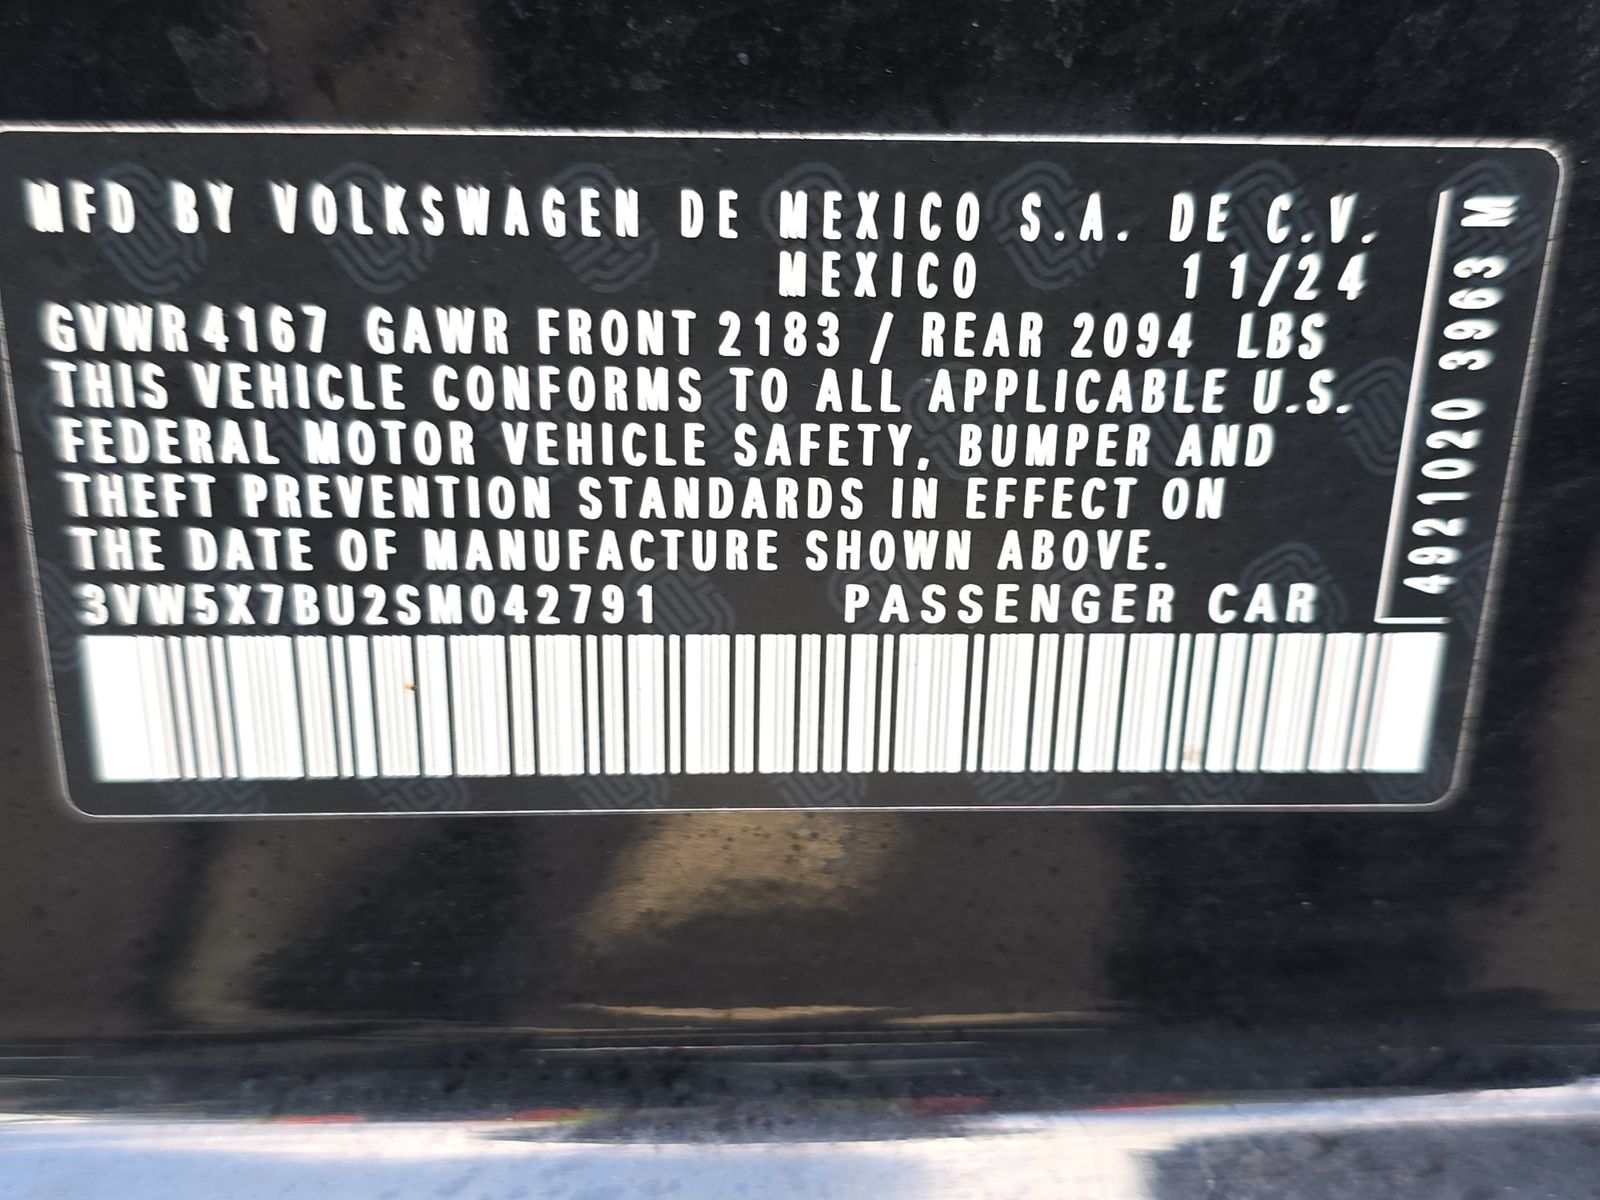 MFD BY VOLKSWAGEN DE MEXICO S.A. DE C.V.
MEXICO 11/24
GVWR 4167 GAWR FRONT 2183 / REAR 2094 LBS
THIS VEHICLE CONFORMS TO ALL APPLICABLE U.S.
FEDERAL MOTOR VEHICLE SAFETY, BUMPER AND
THEFT PREVENTION STANDARDS IN EFFECT ON
THE DATE OF MANUFACTURE SHOWN ABOVE.
3VW5X7BU2SM042791 PASSENGER CAR
4921020 3963 M